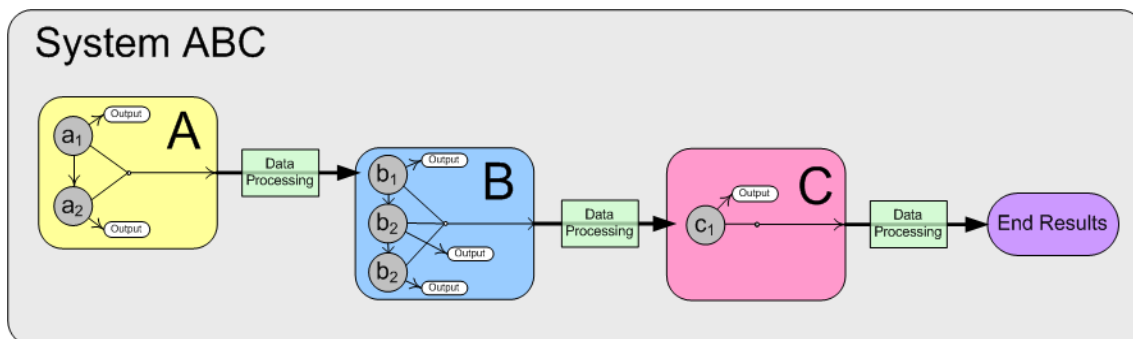 System ABC
A
a1
Output
a2
Output
Data
Processing
B
b1
Output
b2
Output
b2
Output
Data
Processing
C
c1
Output
Data
Processing
End Results